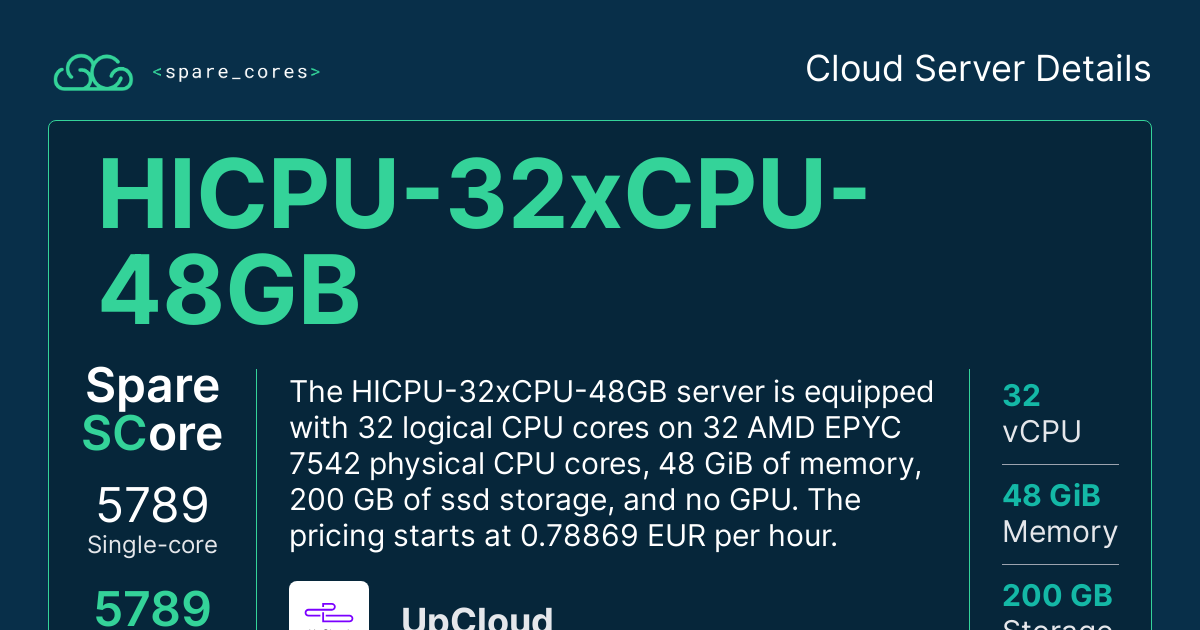 <spare_cores>
Cloud Server Details
HICPU-32xCPU-
48GB
Spare
SCore
5789
Single-core
5789
The HICPU-32xCPU-48GB server is equipped
with 32 logical CPU cores on 32 AMD EPYC
7542 physical CPU cores, 48 GiB of memory,
200 GB of ssd storage, and no GPU. The
pricing starts at 0.78869 EUR per hour.
UpCloud
32
vCPU
48 GiB
Memory
200 GB
Storage